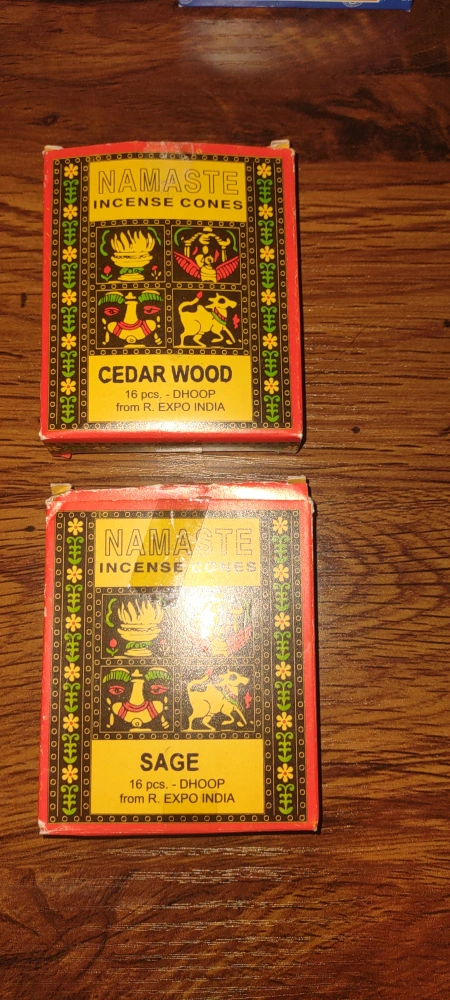 NAMASTE
INCENSE CONES
CEDAR WOOD
16 pcs. - DHOOP
from R. EXPO INDIA
NAMASTE
INCENSE CONES
SAGE
16 pcs. - DHOOP
from R. EXPO INDIA